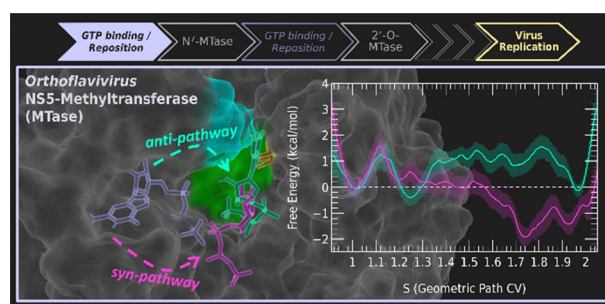 GTP binding /
Reposition
N7-MTase
GTP binding /
Reposition
2'-O-
MTase
Virus
Replication
Orthoflavivirus
NS5-Methyltransferase
(MTase)
anti-pathway
syn-pathway
Free Energy (kcal/mol)
4
3
2
1
0
−1
−2
1 1.1 1.2 1.3 1.4 1.5 1.6 1.7 1.8 1.9 2
S (Geometric Path CV)